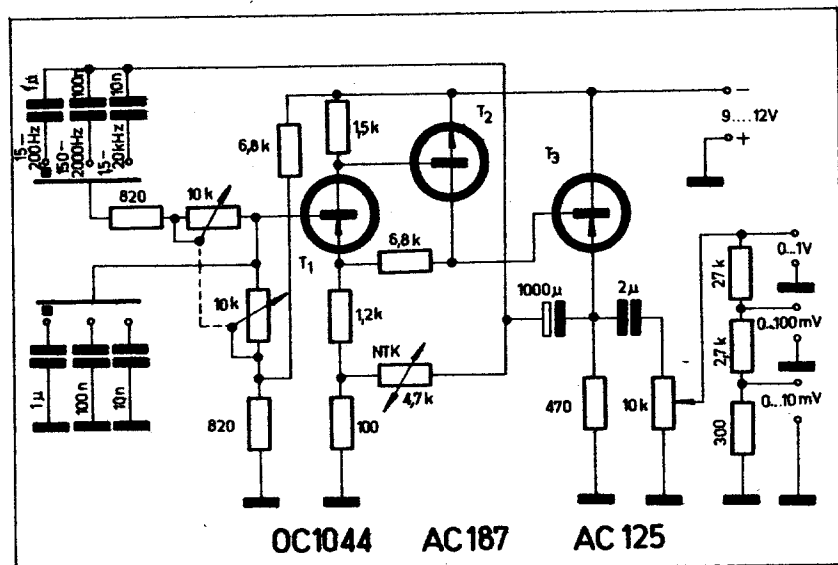 1µ
100n
10n
15-
200Hz
150-
2000Hz
1,5-
20kHz
820
10k
6,8k
1,5k
T2
T1
T3
-
9....12V
+
10k
6,8k
1,2k
NTK
4,7k
1000µ
2µ
27k
0...1V
2,7k
0...100mV
0...10mV
1µ
100n
10n
820
100
470
10k
300
OC1044 AC187 AC125